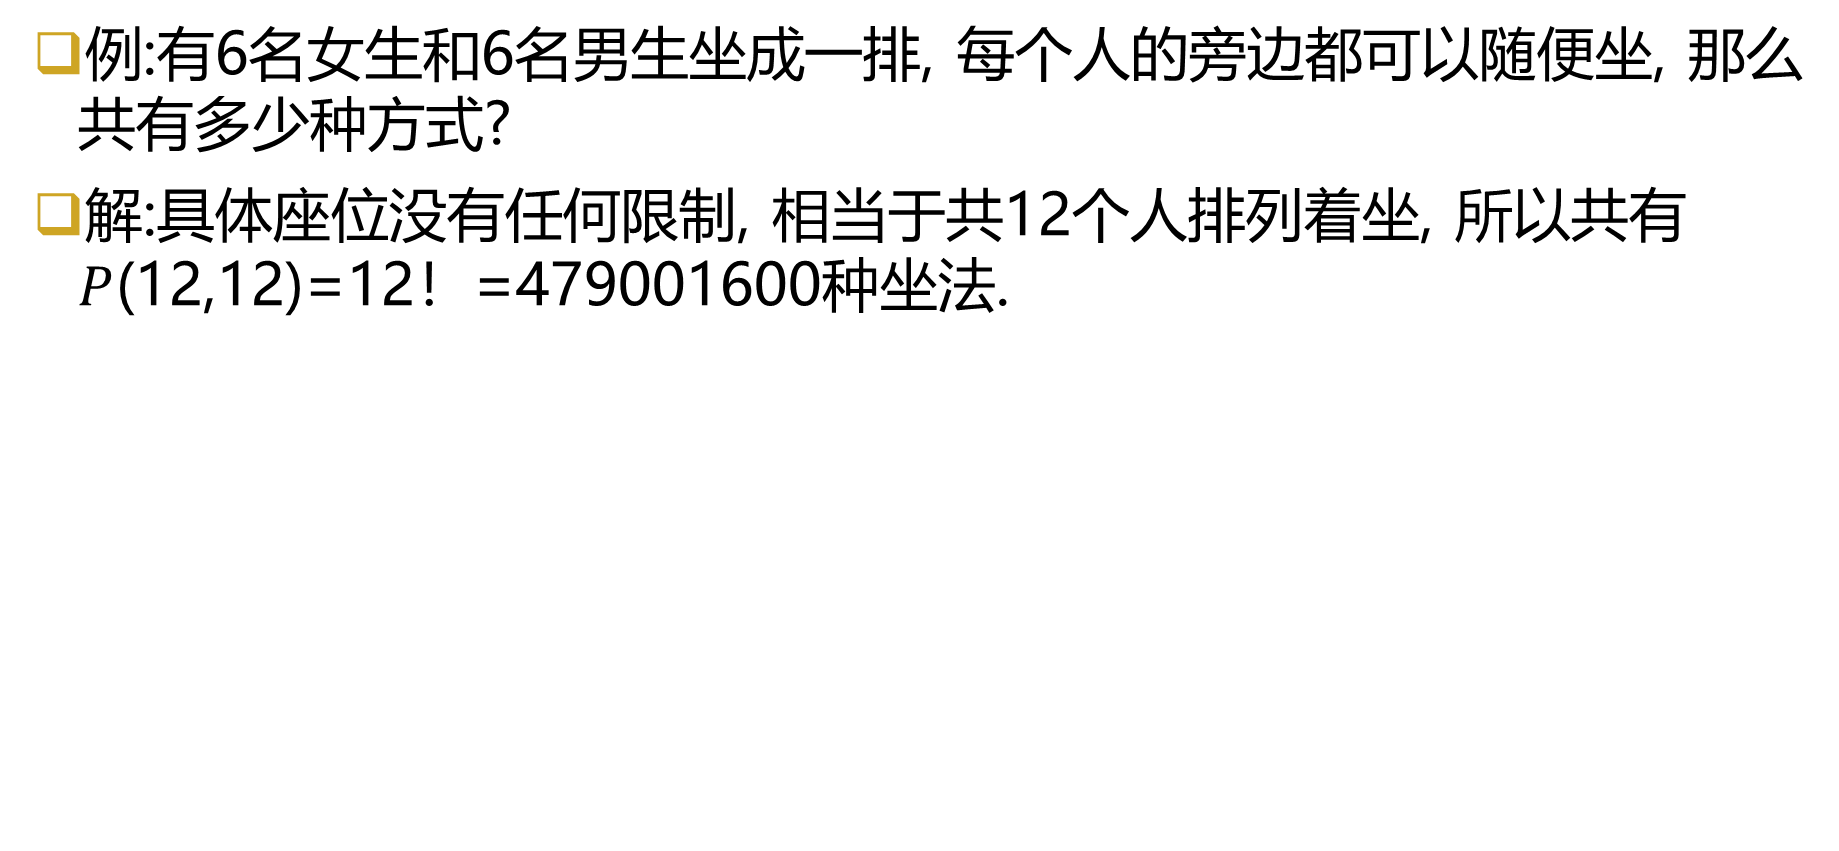 ❑例:有6名女生和6名男生坐成一排, 每个人的旁边都可以随便坐, 那么
共有多少种方式?
❑解:具体座位没有任何限制, 相当于共12个人排列着坐, 所以共有
P(12,12)=12！=479001600种坐法.